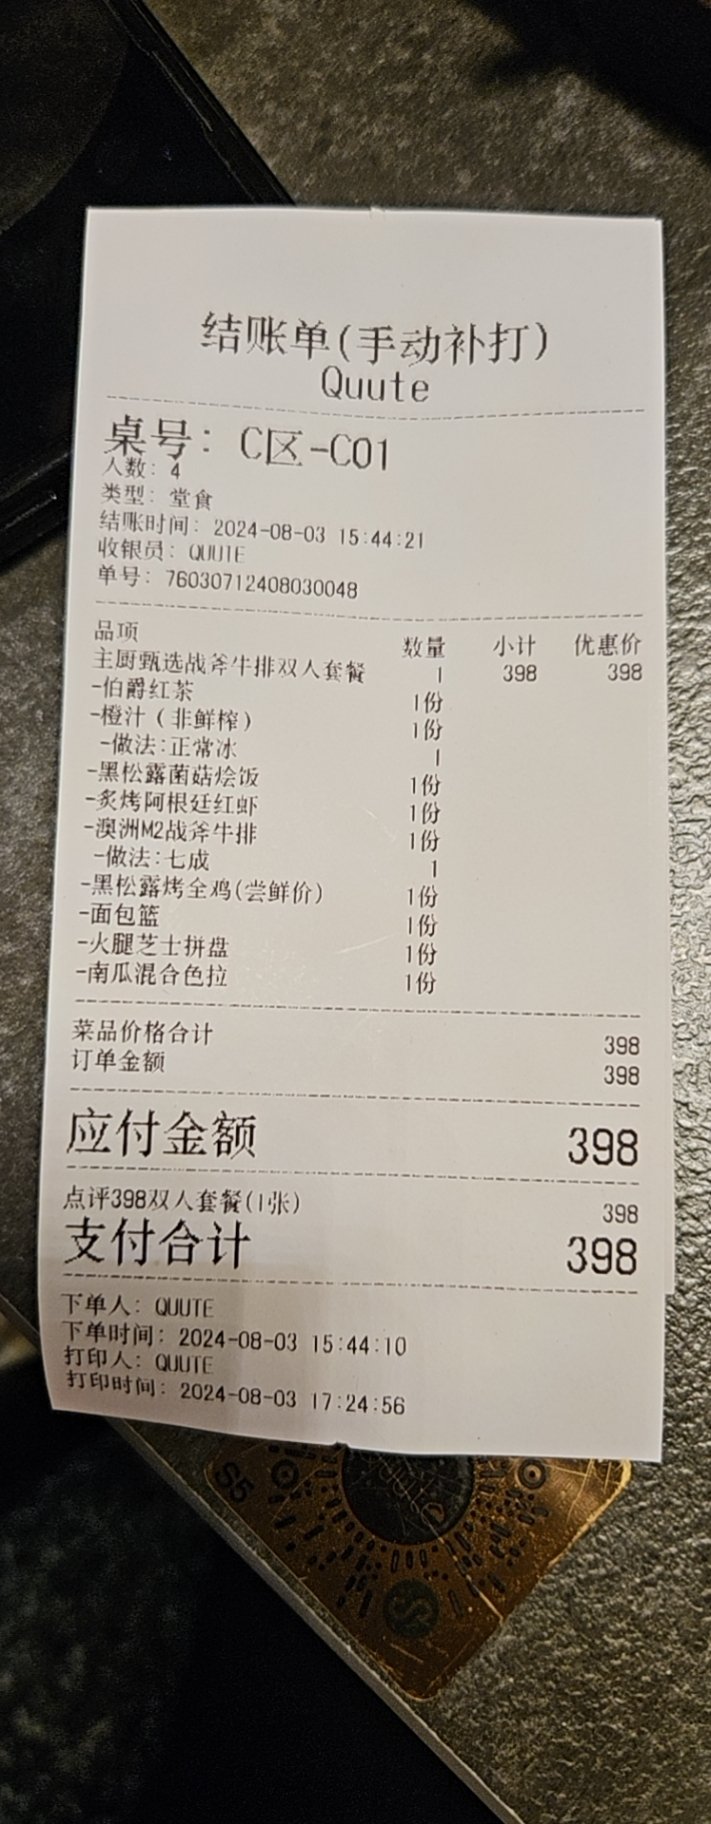 结账单(手动补打)
Quute
桌号: C区-C01
人数: 4
类型: 堂食
结账时间: 2024-08-03 15:44:21
收银员: QUUTE
单号: 76030712408030048
品项 数量 小计 优惠价
主厨甄选战斧牛排双人套餐 1 398 398
-伯爵红茶 1份
-橙汁(非鲜榨) 1份
-做法:正常冰 1
-黑松露菌菇烩饭 1份
-炙烤阿根廷红虾 1份
-澳洲M2战斧牛排 1份
-做法:七成 1
-黑松露烤全鸡(尝鲜价) 1份
-面包篮 1份
-火腿芝士拼盘 1份
-南瓜混合色拉 1份
菜品价格合计 398
订单金额 398
应付金额 398
点评398双人套餐(1张) 398
支付合计 398
下单人: QUUTE
下单时间: 2024-08-03 15:44:10
打印人: QUUTE
打印时间: 2024-08-03 17:24:56
S5